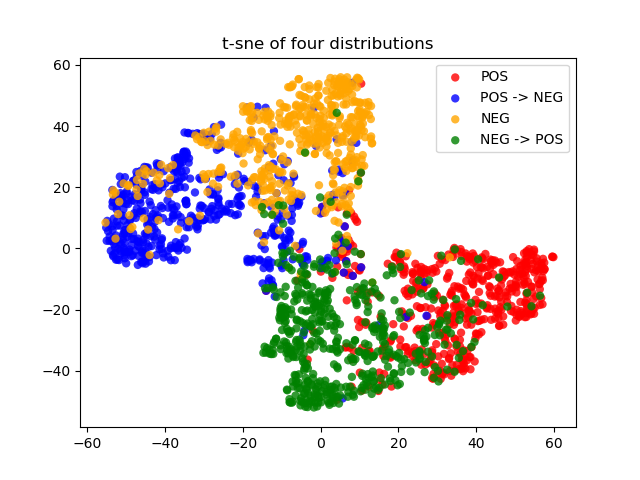 t-sne of four distributions
POS
POS -> NEG
NEG
NEG -> POS
60
40
20
0
−20
−40
−60 −40 −20 0 20 40 60